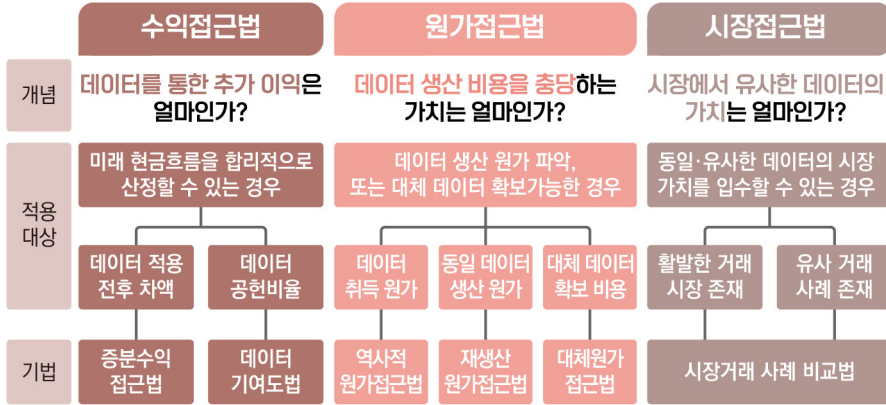 수익접근법
원가접근법
시장접근법
개념
데이터를 통한 추가 이익은
얼마인가?
데이터 생산 비용을 충당하는
가치는 얼마인가?
시장에서 유사한 데이터의
가치는 얼마인가?
적용
대상
미래 현금흐름을 합리적으로
산정할 수 있는 경우
데이터 생산 원가 파악,
또는 대체 데이터 확보가능한 경우
동일·유사한 데이터의 시장
가치를 입수할 수 있는 경우
데이터 적용
전후 차액
데이터
공헌비율
데이터
취득 원가
동일 데이터
생산 원가
대체 데이터
확보 비용
활발한 거래
시장 존재
유사 거래
사례 존재
기법
증분수익
접근법
데이터
기여도법
역사적
원가접근법
재생산
원가접근법
대체원가
접근법
시장거래 사례 비교법